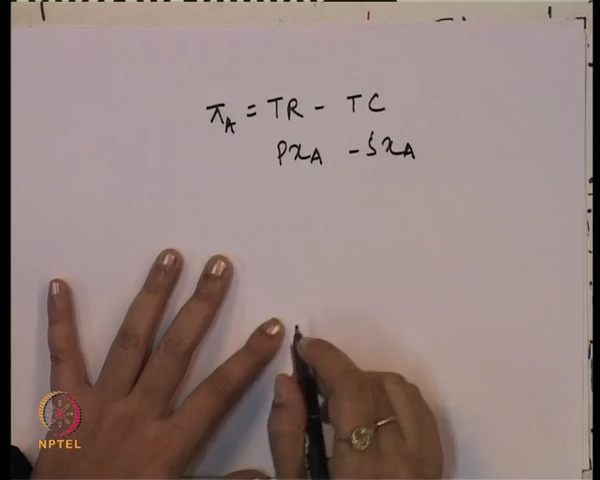 π_A = TR - TC
Px_A - 5x_A
NPTEL